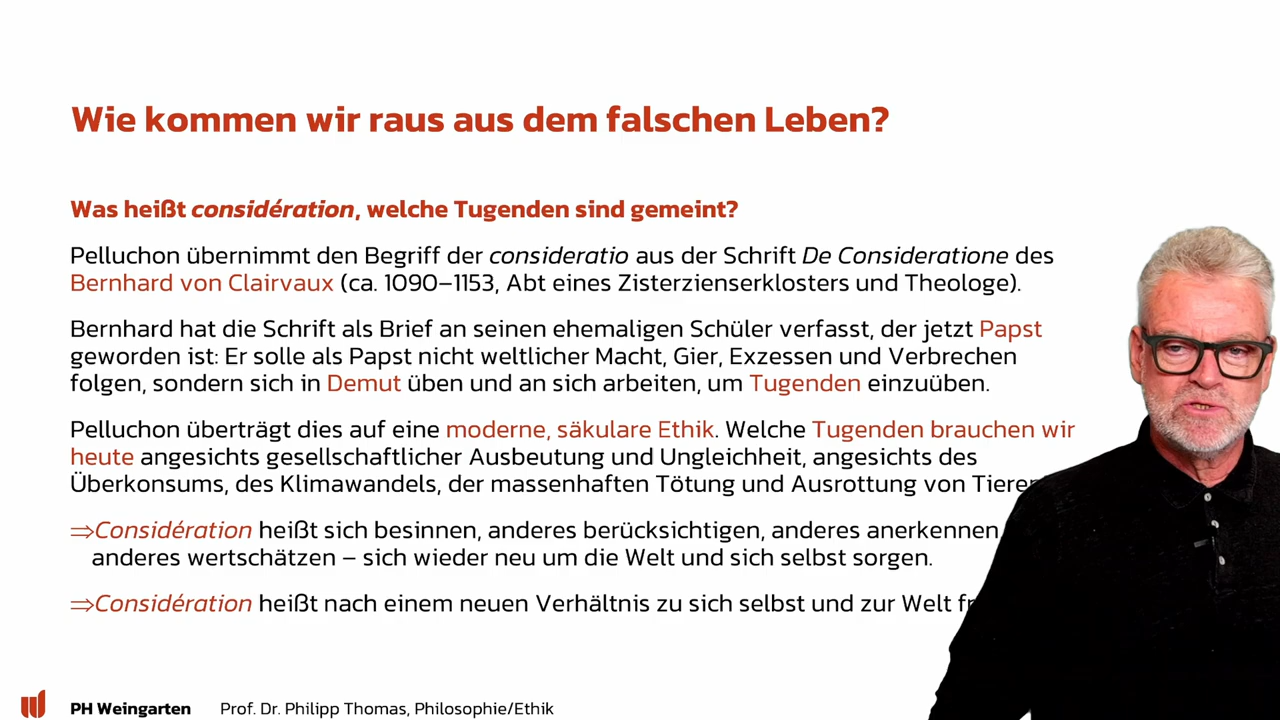 Wie kommen wir raus aus dem falschen Leben?
Was heißt considération, welche Tugenden sind gemeint?
Pelluchon übernimmt den Begriff der consideratio aus der Schrift De Consideratione des
Bernhard von Clairvaux (ca. 1090–1153, Abt eines Zisterzienserklosters und Theologe).
Bernhard hat die Schrift als Brief an seinen ehemaligen Schüler verfasst, der jetzt Papst
geworden ist: Er solle als Papst nicht weltlicher Macht, Gier, Exzessen und Verbrechen
folgen, sondern sich in Demut üben und an sich arbeiten, um Tugenden einzuüben.
Pelluchon überträgt dies auf eine moderne, säkulare Ethik. Welche Tugenden brauchen wir
heute angesichts gesellschaftlicher Ausbeutung und Ungleichheit, angesichts des
Überkonsums, des Klimawandels, der massenhaften Tötung und Ausrottung von Tieren
⇒Considération heißt sich besinnen, anderes berücksichtigen, anderes anerkennen,
anderes wertschätzen – sich wieder neu um die Welt und sich selbst sorgen.
⇒Considération heißt nach einem neuen Verhältnis zu sich selbst und zur Welt
PH Weingarten Prof. Dr. Philipp Thomas, Philosophie/Ethik